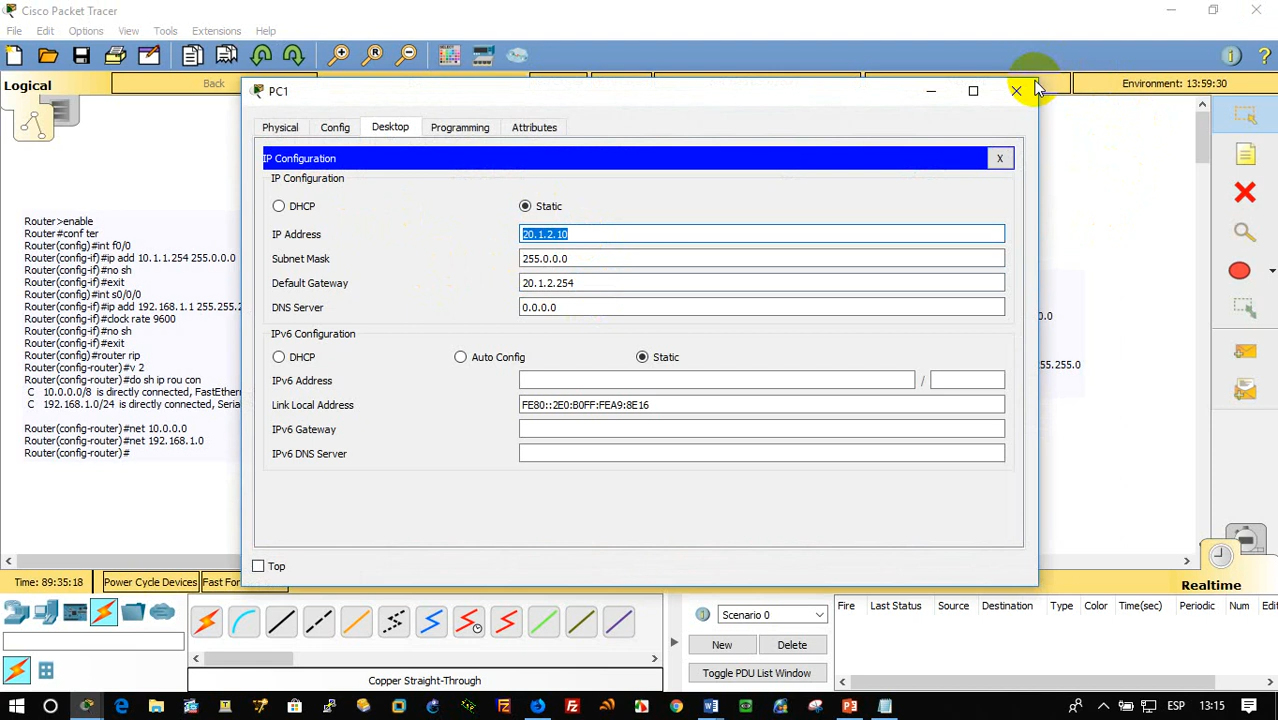 Cisco Packet Tracer
File Edit Options View Tools Extensions Help
Logical
Back
Environment: 13:59:30
PC1
Physical Config Desktop Programming Attributes
IP Configuration
X
IP Configuration
DHCP Static
IP Address 20.1.2.10
Subnet Mask 255.0.0.0
Default Gateway 20.1.2.254
DNS Server 0.0.0.0
IPv6 Configuration
DHCP Auto Config Static
IPv6 Address /
Link Local Address FE80::2E0:B0FF:FEA9:8E16
IPv6 Gateway
IPv6 DNS Server
Top
Router>enable
Router#conf ter
Router(config)#int f0/0
Router(config-if)#ip add 10.1.1.254 255.0.0.0
Router(config-if)#no sh
Router(config-if)#exit
Router(config)#int s0/0/0
Router(config-if)#ip add 192.168.1.1 255.255.2
Router(config-if)#clock rate 9600
Router(config-if)#no sh
Router(config-if)#exit
Router(config)#router rip
Router(config-router)#v 2
Router(config-router)#do sh ip rou con
C 10.0.0.0/8 is directly connected, FastEthern
C 192.168.1.0/24 is directly connected, Serial
Router(config-router)#net 10.0.0.0
Router(config-router)#net 192.168.1.0
Router(config-router)#
0.0
55.255.0
Time: 89:35:18 Power Cycle Devices Fast For
Realtime
Scenario 0
New Delete
Toggle PDU List Window
Fire Last Status Source Destination Type Color Time(sec) Periodic Num Edit
Copper Straight-Through
ESP 13:15